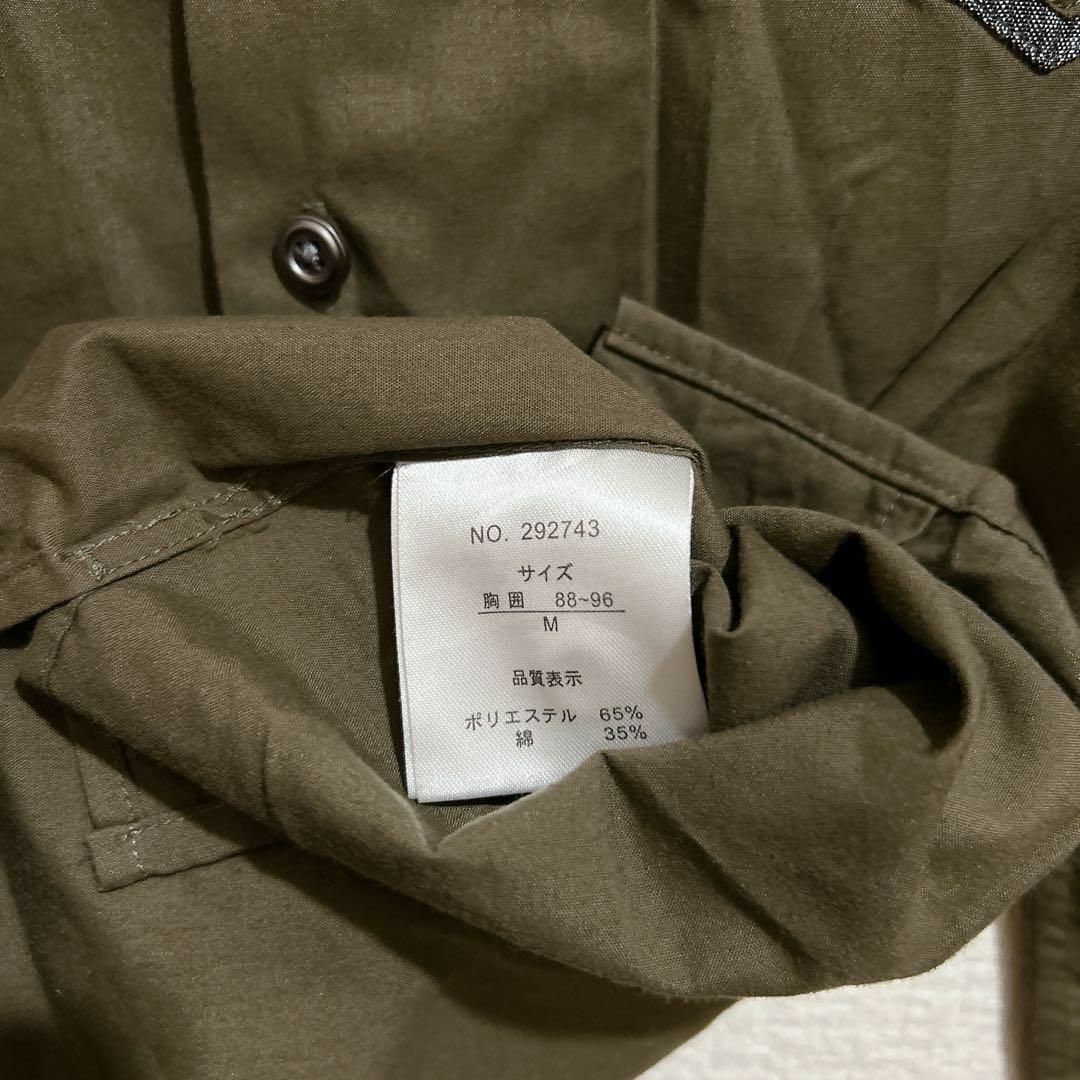 NO. 292743
サイズ
胸囲 88~96
M
品質表示
ポリエステル 65%
綿 35%